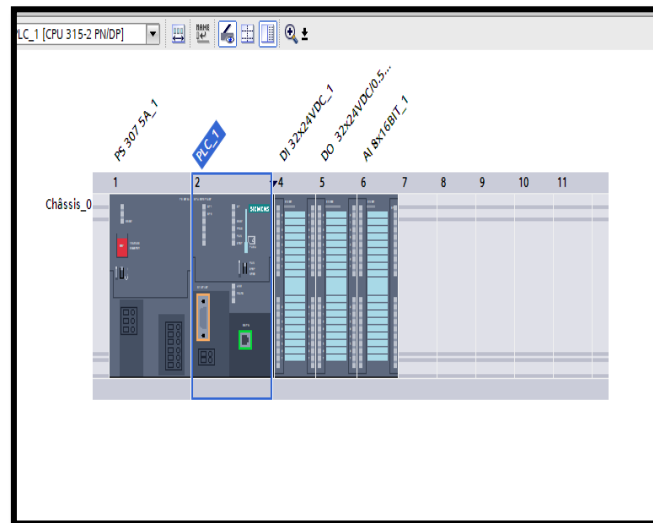 PLC_1 [CPU 315-2 PN/DP]
PS 307 5A_1
PLC_1
DI 32x24VDC_1
DO 32x24VDC/0.5...
AI 8x16BIT_1
1 2 4 5 6 7 8 9 10 11
Châssis_0
SIEMENS